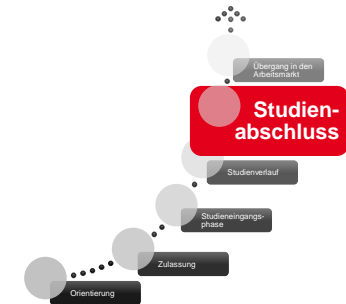 Übergang in den
Arbeitsmarkt
Studien-
abschluss
Studienverlauf
Studieneingangs-
phase
Zulassung
Orientierung